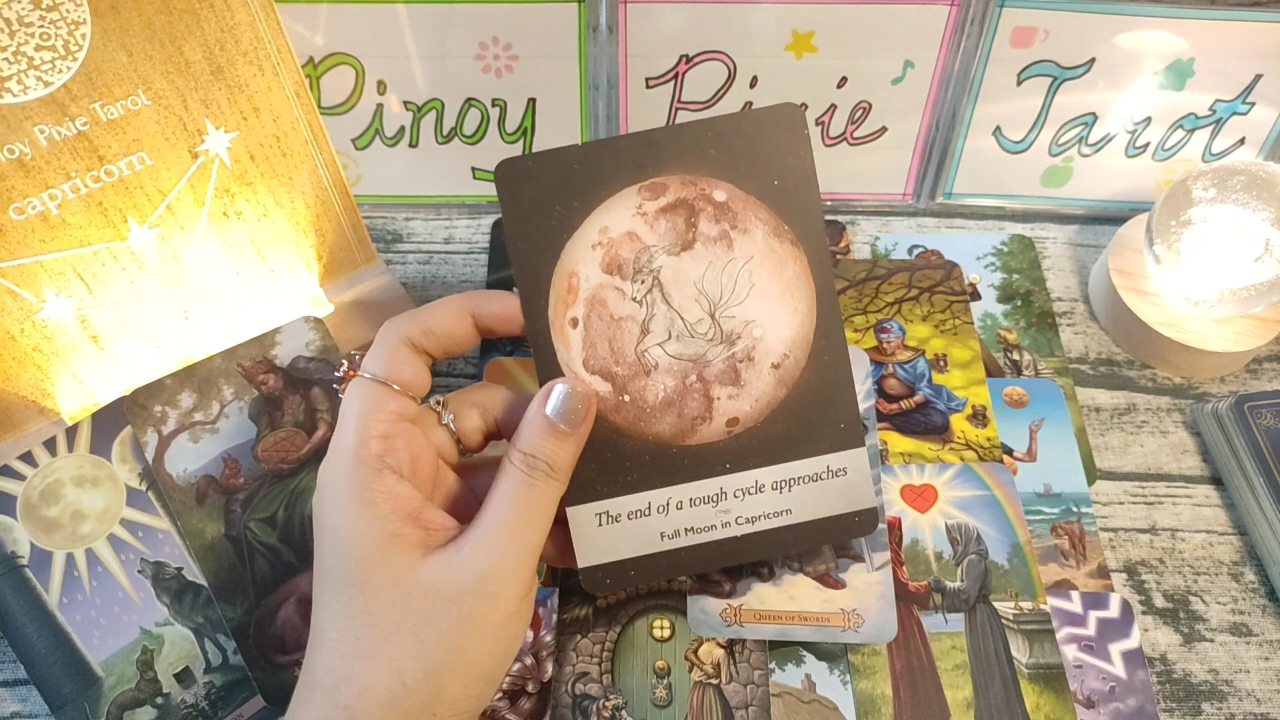 noy Pixie Tarot
capricorn
Pinoy
Pixie
Tarot
The end of a tough cycle approaches
Full Moon in Capricorn
QUEEN OF SWORDS